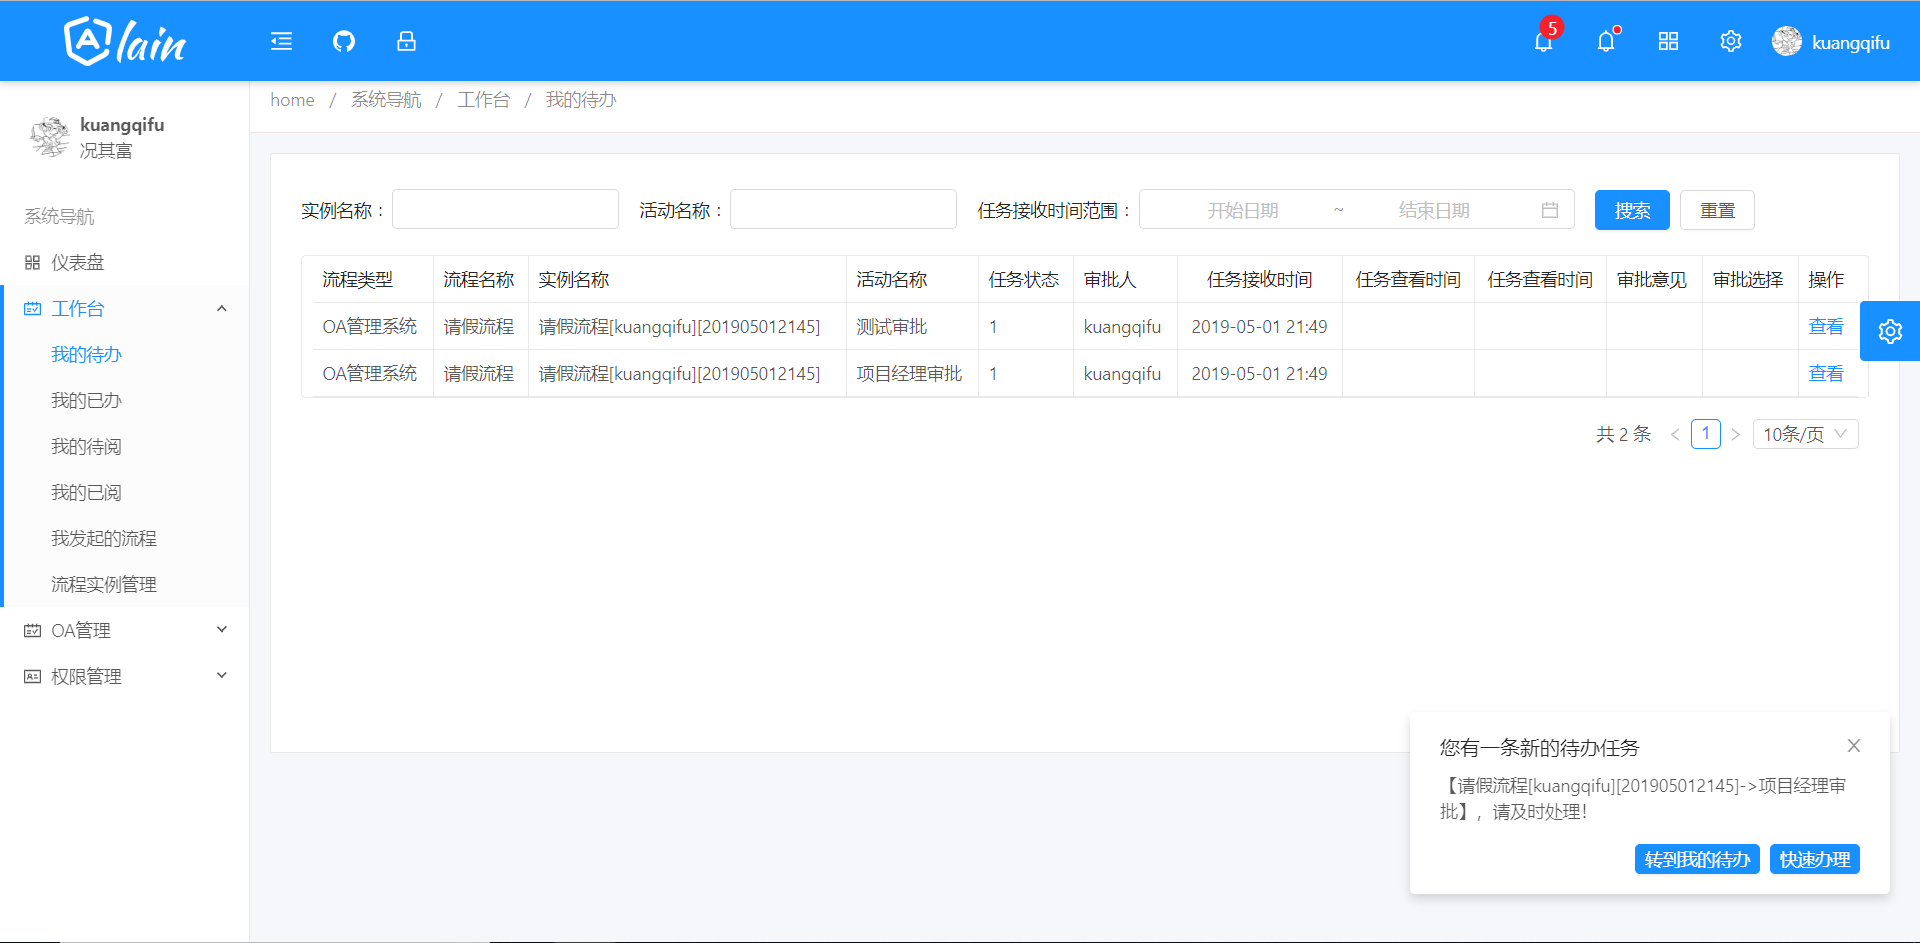 Alain
5
kuangqifu
kuangqifu
况其富
系统导航
仪表盘
工作台
我的待办
我的已办
我的待阅
我的已阅
我发起的流程
流程实例管理
OA管理
权限管理
home / 系统导航 / 工作台 / 我的待办
实例名称： 活动名称： 任务接收时间范围： 开始日期 ~ 结束日期 搜索 重置
流程类型 流程名称 实例名称 活动名称 任务状态 审批人 任务接收时间 任务查看时间 任务查看时间 审批意见 审批选择 操作
OA管理系统 请假流程 请假流程[kuangqifu][201905012145] 测试审批 1 kuangqifu 2019-05-01 21:49 查看
OA管理系统 请假流程 请假流程[kuangqifu][201905012145] 项目经理审批 1 kuangqifu 2019-05-01 21:49 查看
共 2 条 < 1 > 10条/页
您有一条新的待办任务
【请假流程[kuangqifu][201905012145]->项目经理审
批】，请及时处理！
转到我的待办 快速办理